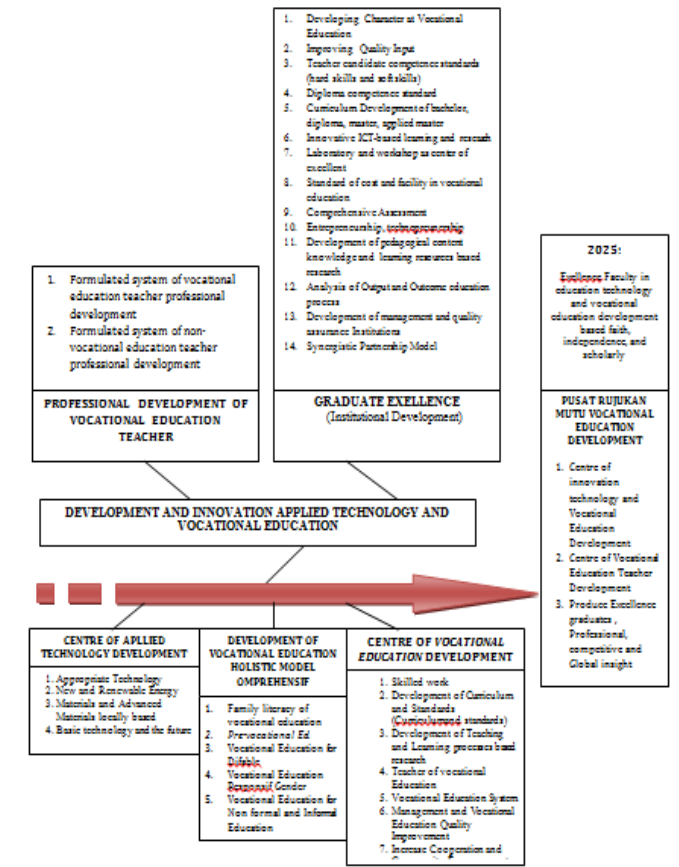 1. Developing Character at Vocational
Education
2. Improving Quality Input
3. Teacher candidate competence standards
(hard skills and softskills)
4. Diploma competence standard
5. Curriculum Development of bachelor,
diploma, master, applied master
6. Innovative ICT-based learning and research
7. Laboratory and workshop as center of
excellent
8. Standard of cost and facility in vocational
education
9. Comprehensive Assessment
10. Entrepreneurship, technopreneurship
11. Development of pedagogical content
knowledge and learning resources based
research
12. Analysis of Output and Outcome education
process
13. Development of management and quality
assurance Institutions
14. Synergistic Partnership Model
GRADUATE EXELLENCE
(Institutional Development)
1. Formulated system of vocational
education teacher professional
development
2. Formulated system of non-
vocational education teacher
professional development
PROFESSIONAL DEVELOPMENT OF
VOCATIONAL EDUCATION
TEACHER
2025:
Exellence Faculty in
education technology
and vocational
education development
based faith,
independence, and
scholarly
PUSAT RUJUKAN
MUTU VOCATIONAL
EDUCATION
DEVELOPMENT
1. Centre of
innovation
technology and
Vocational
Education
Development
2. Centre of Vocational
Education Teacher
Development
3. Produce Excellence
graduates ,
Professional,
competitive and
Global insight
DEVELOPMENT AND INNOVATION APPLIED TECHNOLOGY AND
VOCATIONAL EDUCATION
CENTRE OF APLLIED
TECHNOLOGY DEVELOPMENT
1. Appropriate Technology
2. New and Renewable Energy
3. Materials and Advanced
Materials locally based
4. Basic technology and the future
DEVELOPMENT OF
VOCATIONAL EDUCATION
HOLISTIC MODEL
OMPREHENSIF
1. Family literacy of
vocational education
2. Prevocational Ed
3. Vocational Education for
Difable
4. Vocational Education
Responsif Gender
5. Vocational Education for
Non formal and Informal
Education
CENTRE OF VOCATIONAL
EDUCATION DEVELOPMENT
1. Skilled work
2. Development of Curriculum
and Standards
(Curriculumand standards)
3. Development of Teaching
and Learning processes based
research
4. Teacher of vocational
Education
5. Vocational Education System
6. Management and Vocational
Education Quality
Improvement
7. Increase Cooperation and